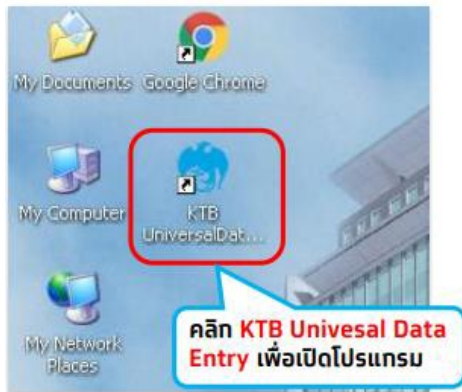 My Documents
Google Chrome
My Computer
KTB
UniversalDat...
My Network
Places
คลิก KTB Univesal Data
Entry เพื่อเปิดโปรแกรม